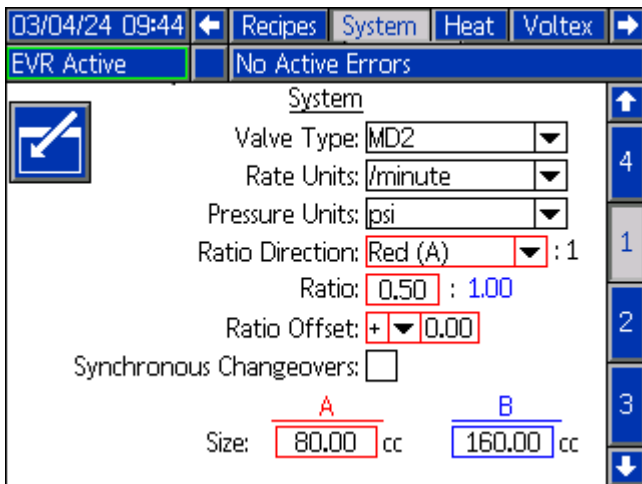 03/04/24 09:44 Recipes System Heat Voltex
EVR Active No Active Errors
System
Valve Type: MD2
4
Rate Units: /minute
Pressure Units: psi
Ratio Direction: Red (A) : 1
1
Ratio: 0.50 : 1.00
Ratio Offset: + 0.00
2
Synchronous Changeovers:
A B
3
Size: 80.00 cc 160.00 cc